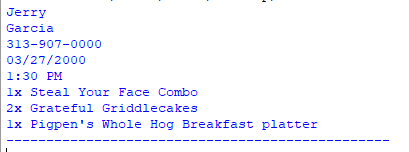 Jerry
Garcia
313-907-0000
03/27/2000
1:30 PM
1x Steal Your Face Combo
2x Grateful Griddlecakes
1x Pigpen's Whole Hog Breakfast platter
------------------------------------------------